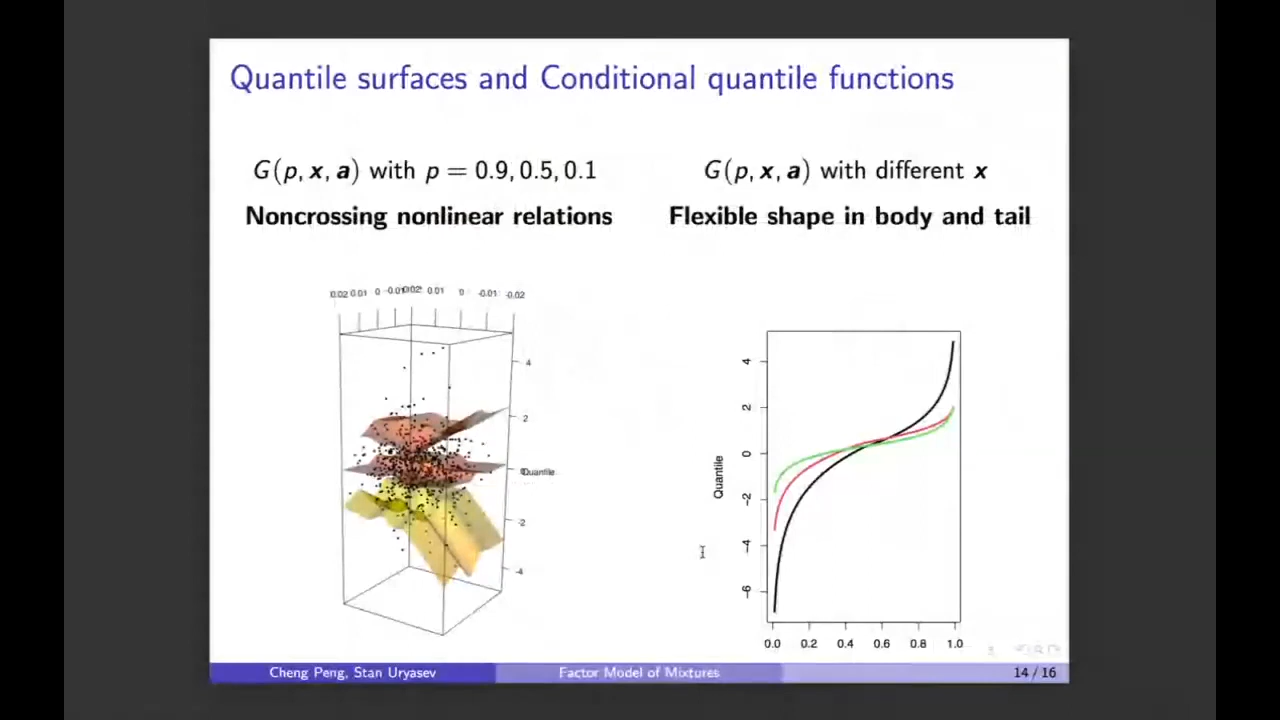 Quantile surfaces and Conditional quantile functions
G(p, x, a) with p = 0.9, 0.5, 0.1
Noncrossing nonlinear relations
G(p, x, a) with different x
Flexible shape in body and tail
0.02 0.01 0 -0.01 0.02 0.01 0 -0.01 -0.02
4
2
0 Quantile
-2
-4
Quantile
4
2
0
-2
-4
-6
0.0 0.2 0.4 0.6 0.8 1.0
Cheng Peng, Stan Uryasev
Factor Model of Mixtures
14 / 16